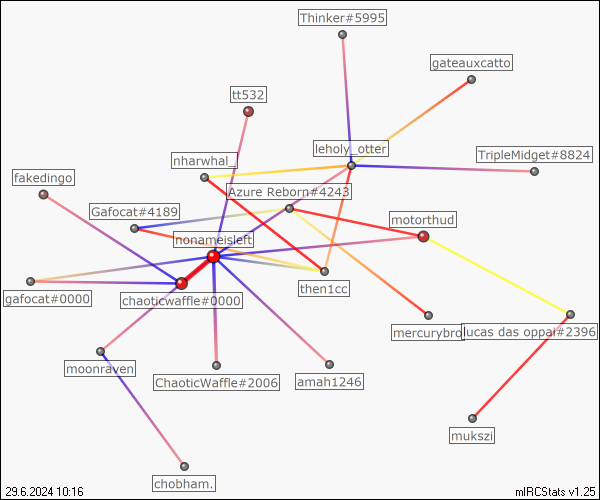 Thinker#5995
gateauxcatto
tt532
leholy_otter
nharwhal_
TripleMidget#8824
fakedingo
Azure Reborn#4243
Gafocat#4189
motorthud
nonameisleft
then1cc
gafocat#0000
chaoticwaffle#0000
mercurybro
lucas das oppai#2396
moonraven
ChaoticWaffle#2006
amah1246
mukszi
chobham.
29.6.2024 10:16
mIRCStats v1.25